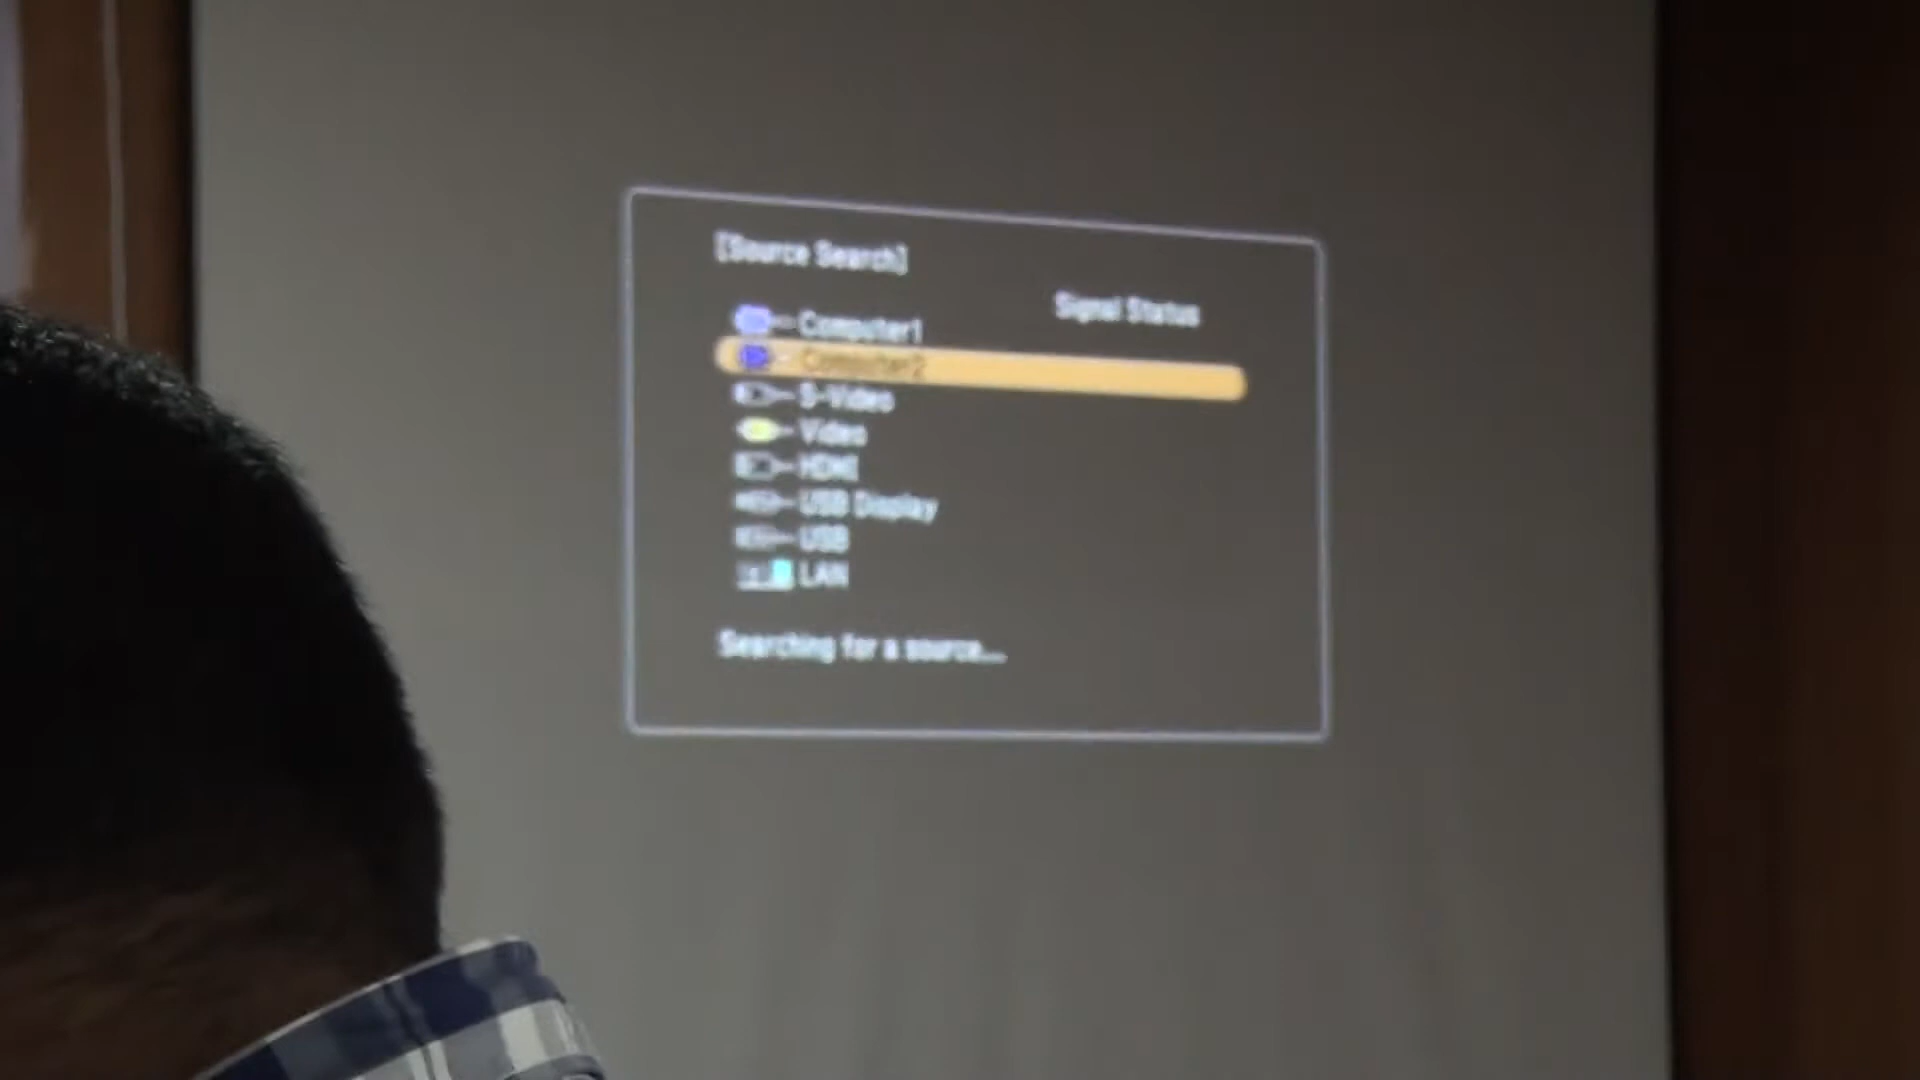 [Source Search]
Signal Status
Computer1
Computer2
S-Video
Video
HDMI
USB Display
USB
LAN
Searching for a source...